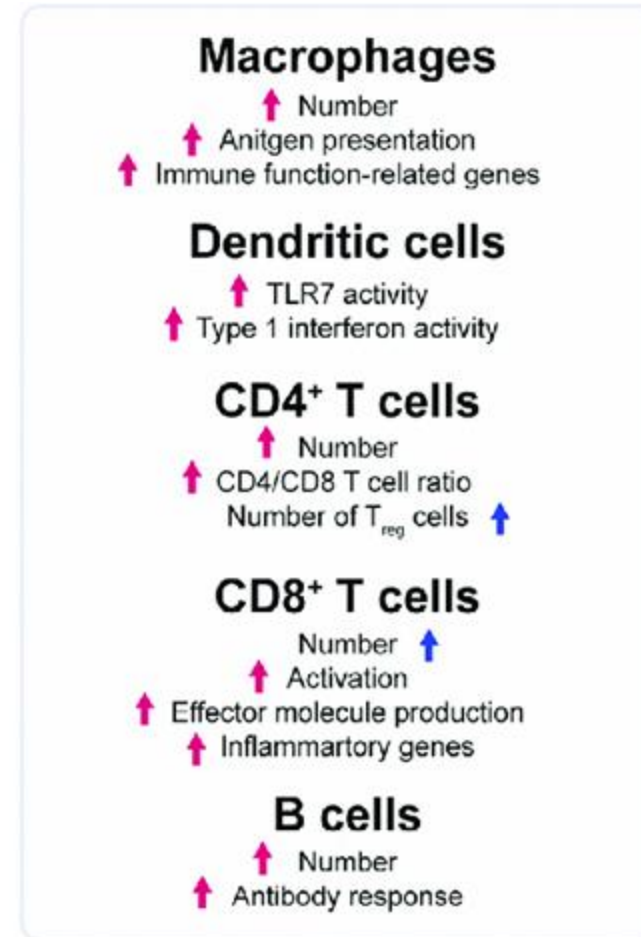 Macrophages
Number
Anitgen presentation
Immune function-related genes
Dendritic cells
TLR7 activity
Type 1 interferon activity
CD4⁺ T cells
Number
CD4/CD8 T cell ratio
Number of Treg cells
CD8⁺ T cells
Number
Activation
Effector molecule production
Inflammartory genes
B cells
Number
Antibody response